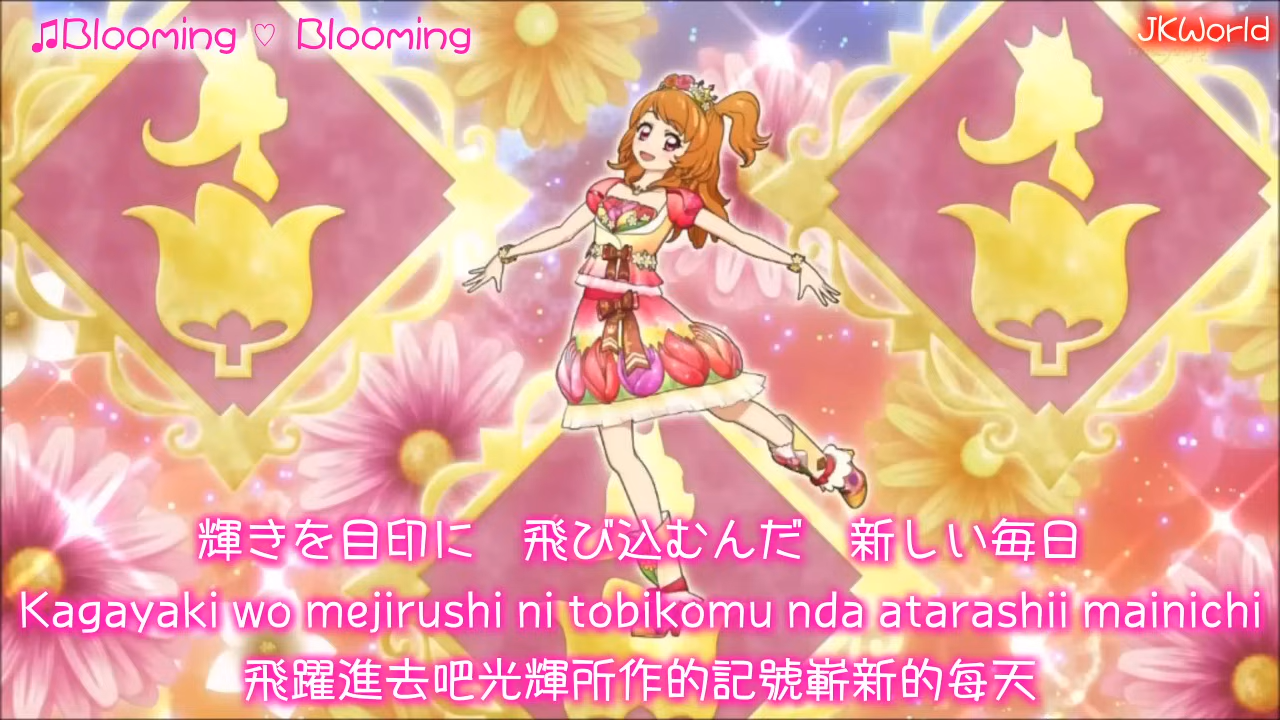 ♫Blooming ♡ Blooming
JKWorld
輝きを目印に　飛び込むんだ　新しい毎日
Kagayaki wo mejirushi ni tobikomu nda atarashii mainichi
飛躍進去吧光輝所作的記號嶄新的每天